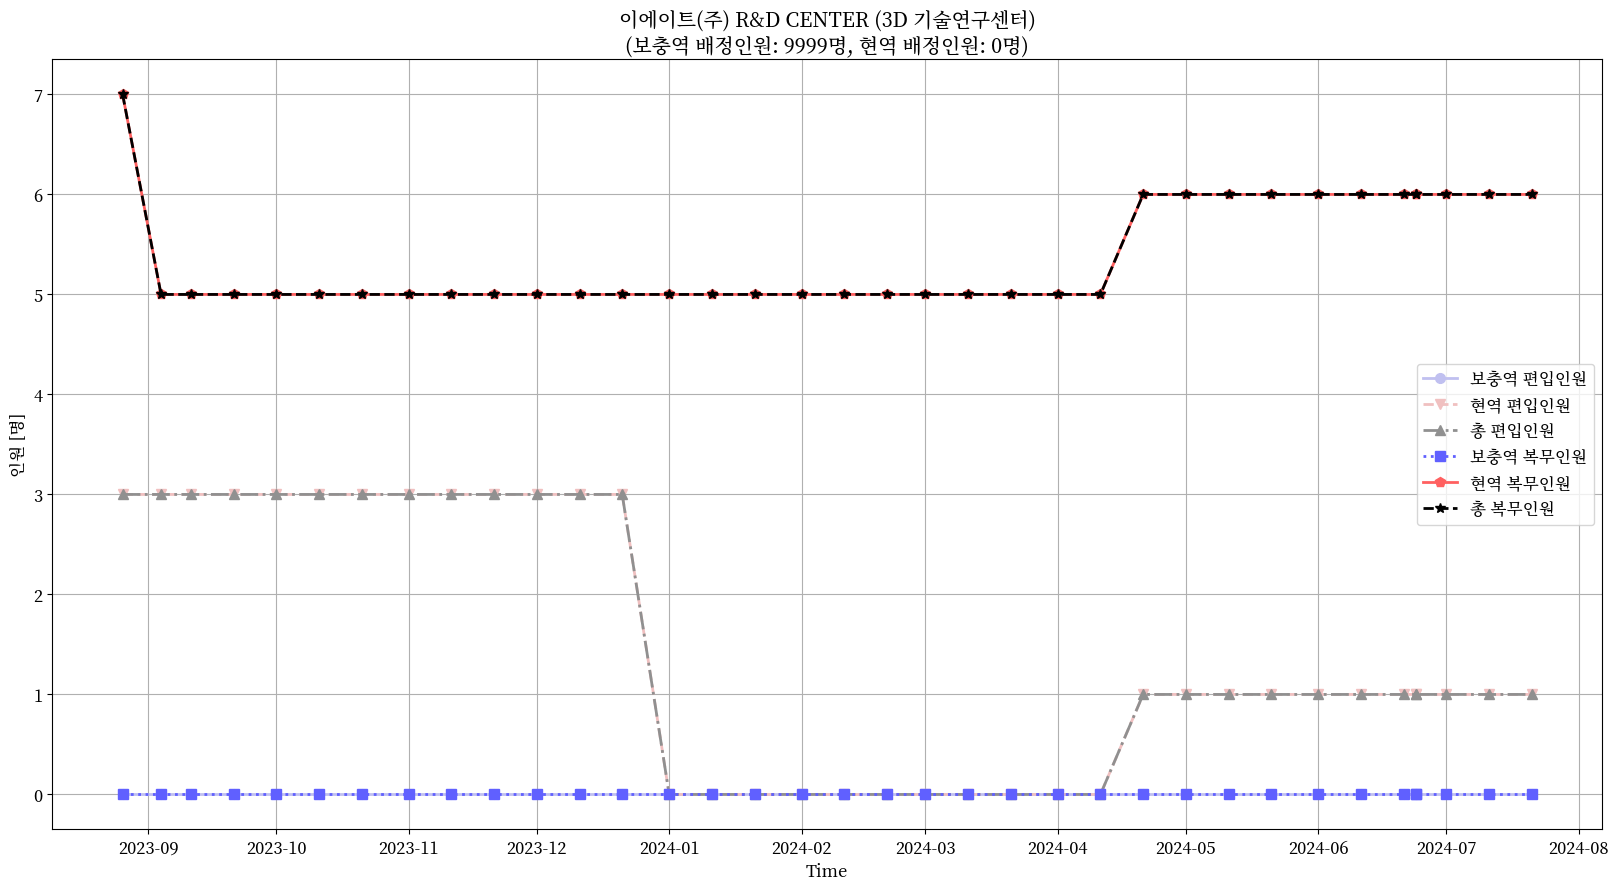 이에이트(주) R&D CENTER (3D 기술연구센터)
(보충역 배정인원: 9999명, 현역 배정인원: 0명)
인원 [명]
7
6
5
4
3
2
1
0
보충역 편입인원
현역 편입인원
총 편입인원
보충역 복무인원
현역 복무인원
총 복무인원
2023-09 2023-10 2023-11 2023-12 2024-01 2024-02 2024-03 2024-04 2024-05 2024-06 2024-07 2024-08
Time